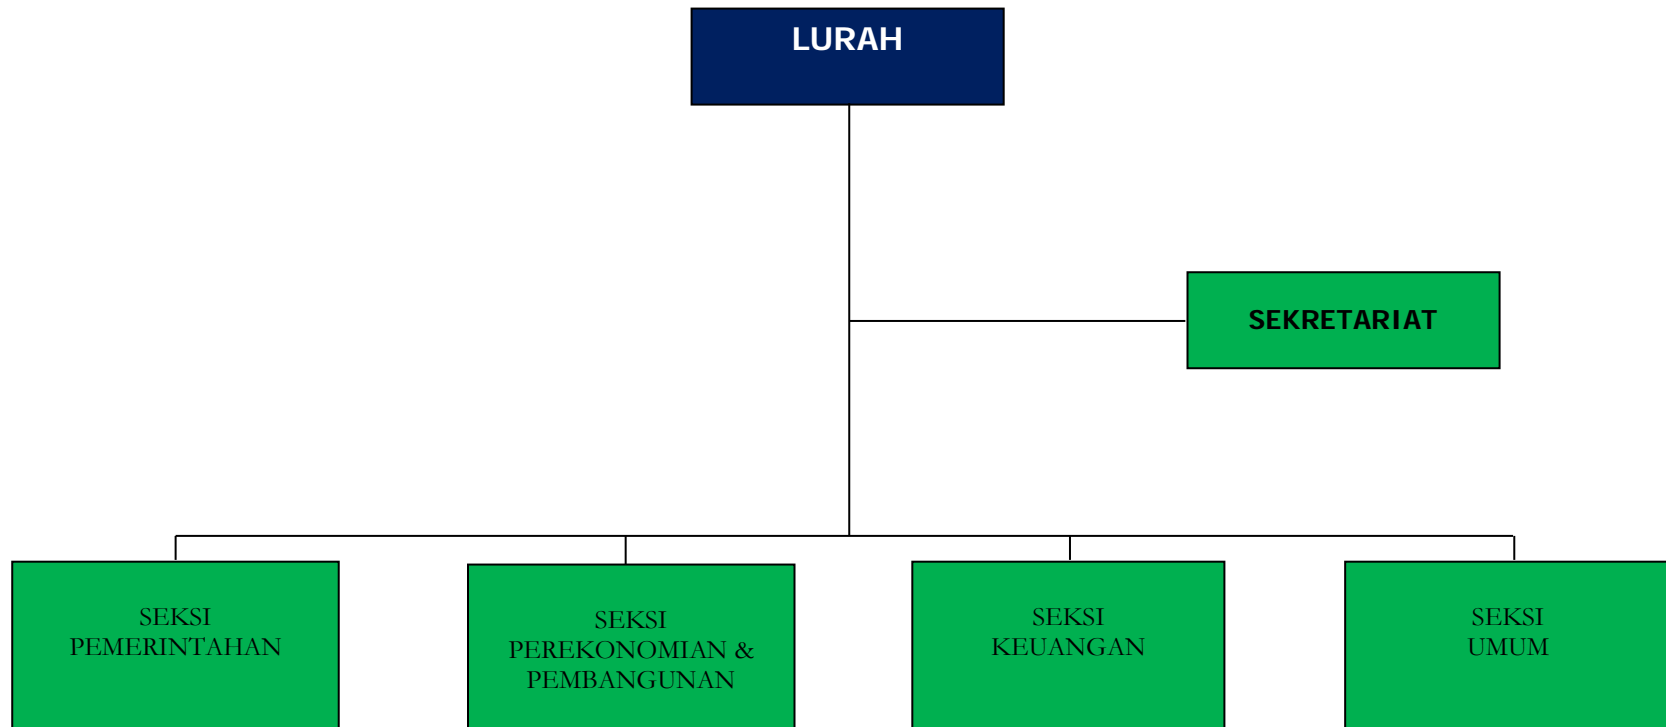 LURAH
SEKRETARIAT
SEKSI
PEMERINTAHAN
SEKSI
PEREKONOMIAN &
PEMBANGUNAN
SEKSI
KEUANGAN
SEKSI
UMUM